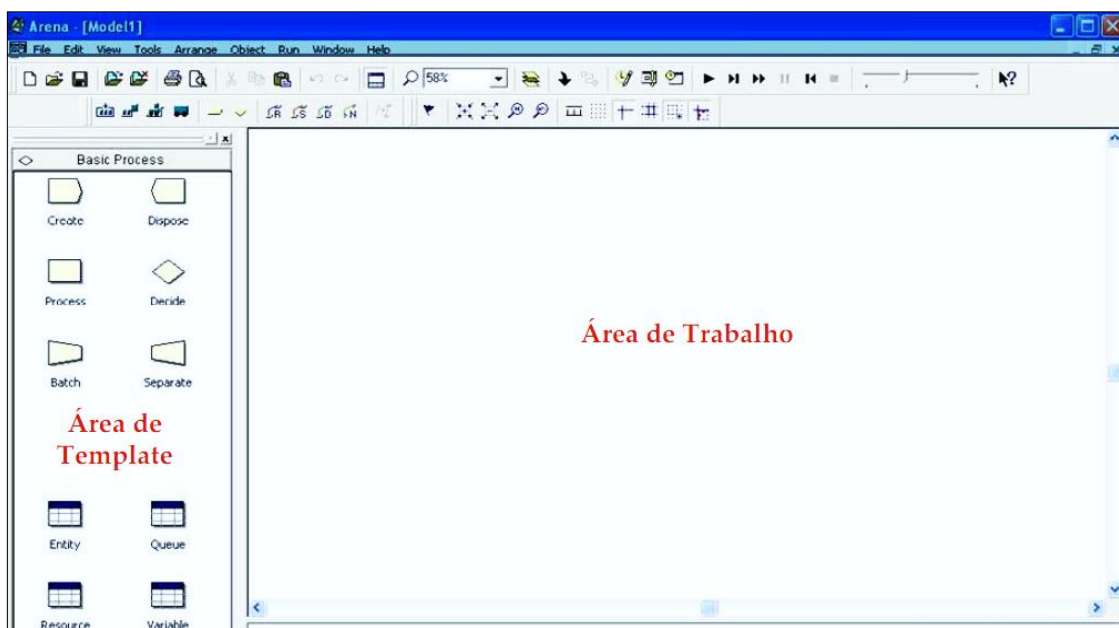 Arena - [Model1]
File Edit View Tools Arrange Object Run Window Help
58%
Basic Process
Create Dispose
Process Decide
Batch Separate
Área de
Template
Entity Queue
Resource Variable
Área de Trabalho